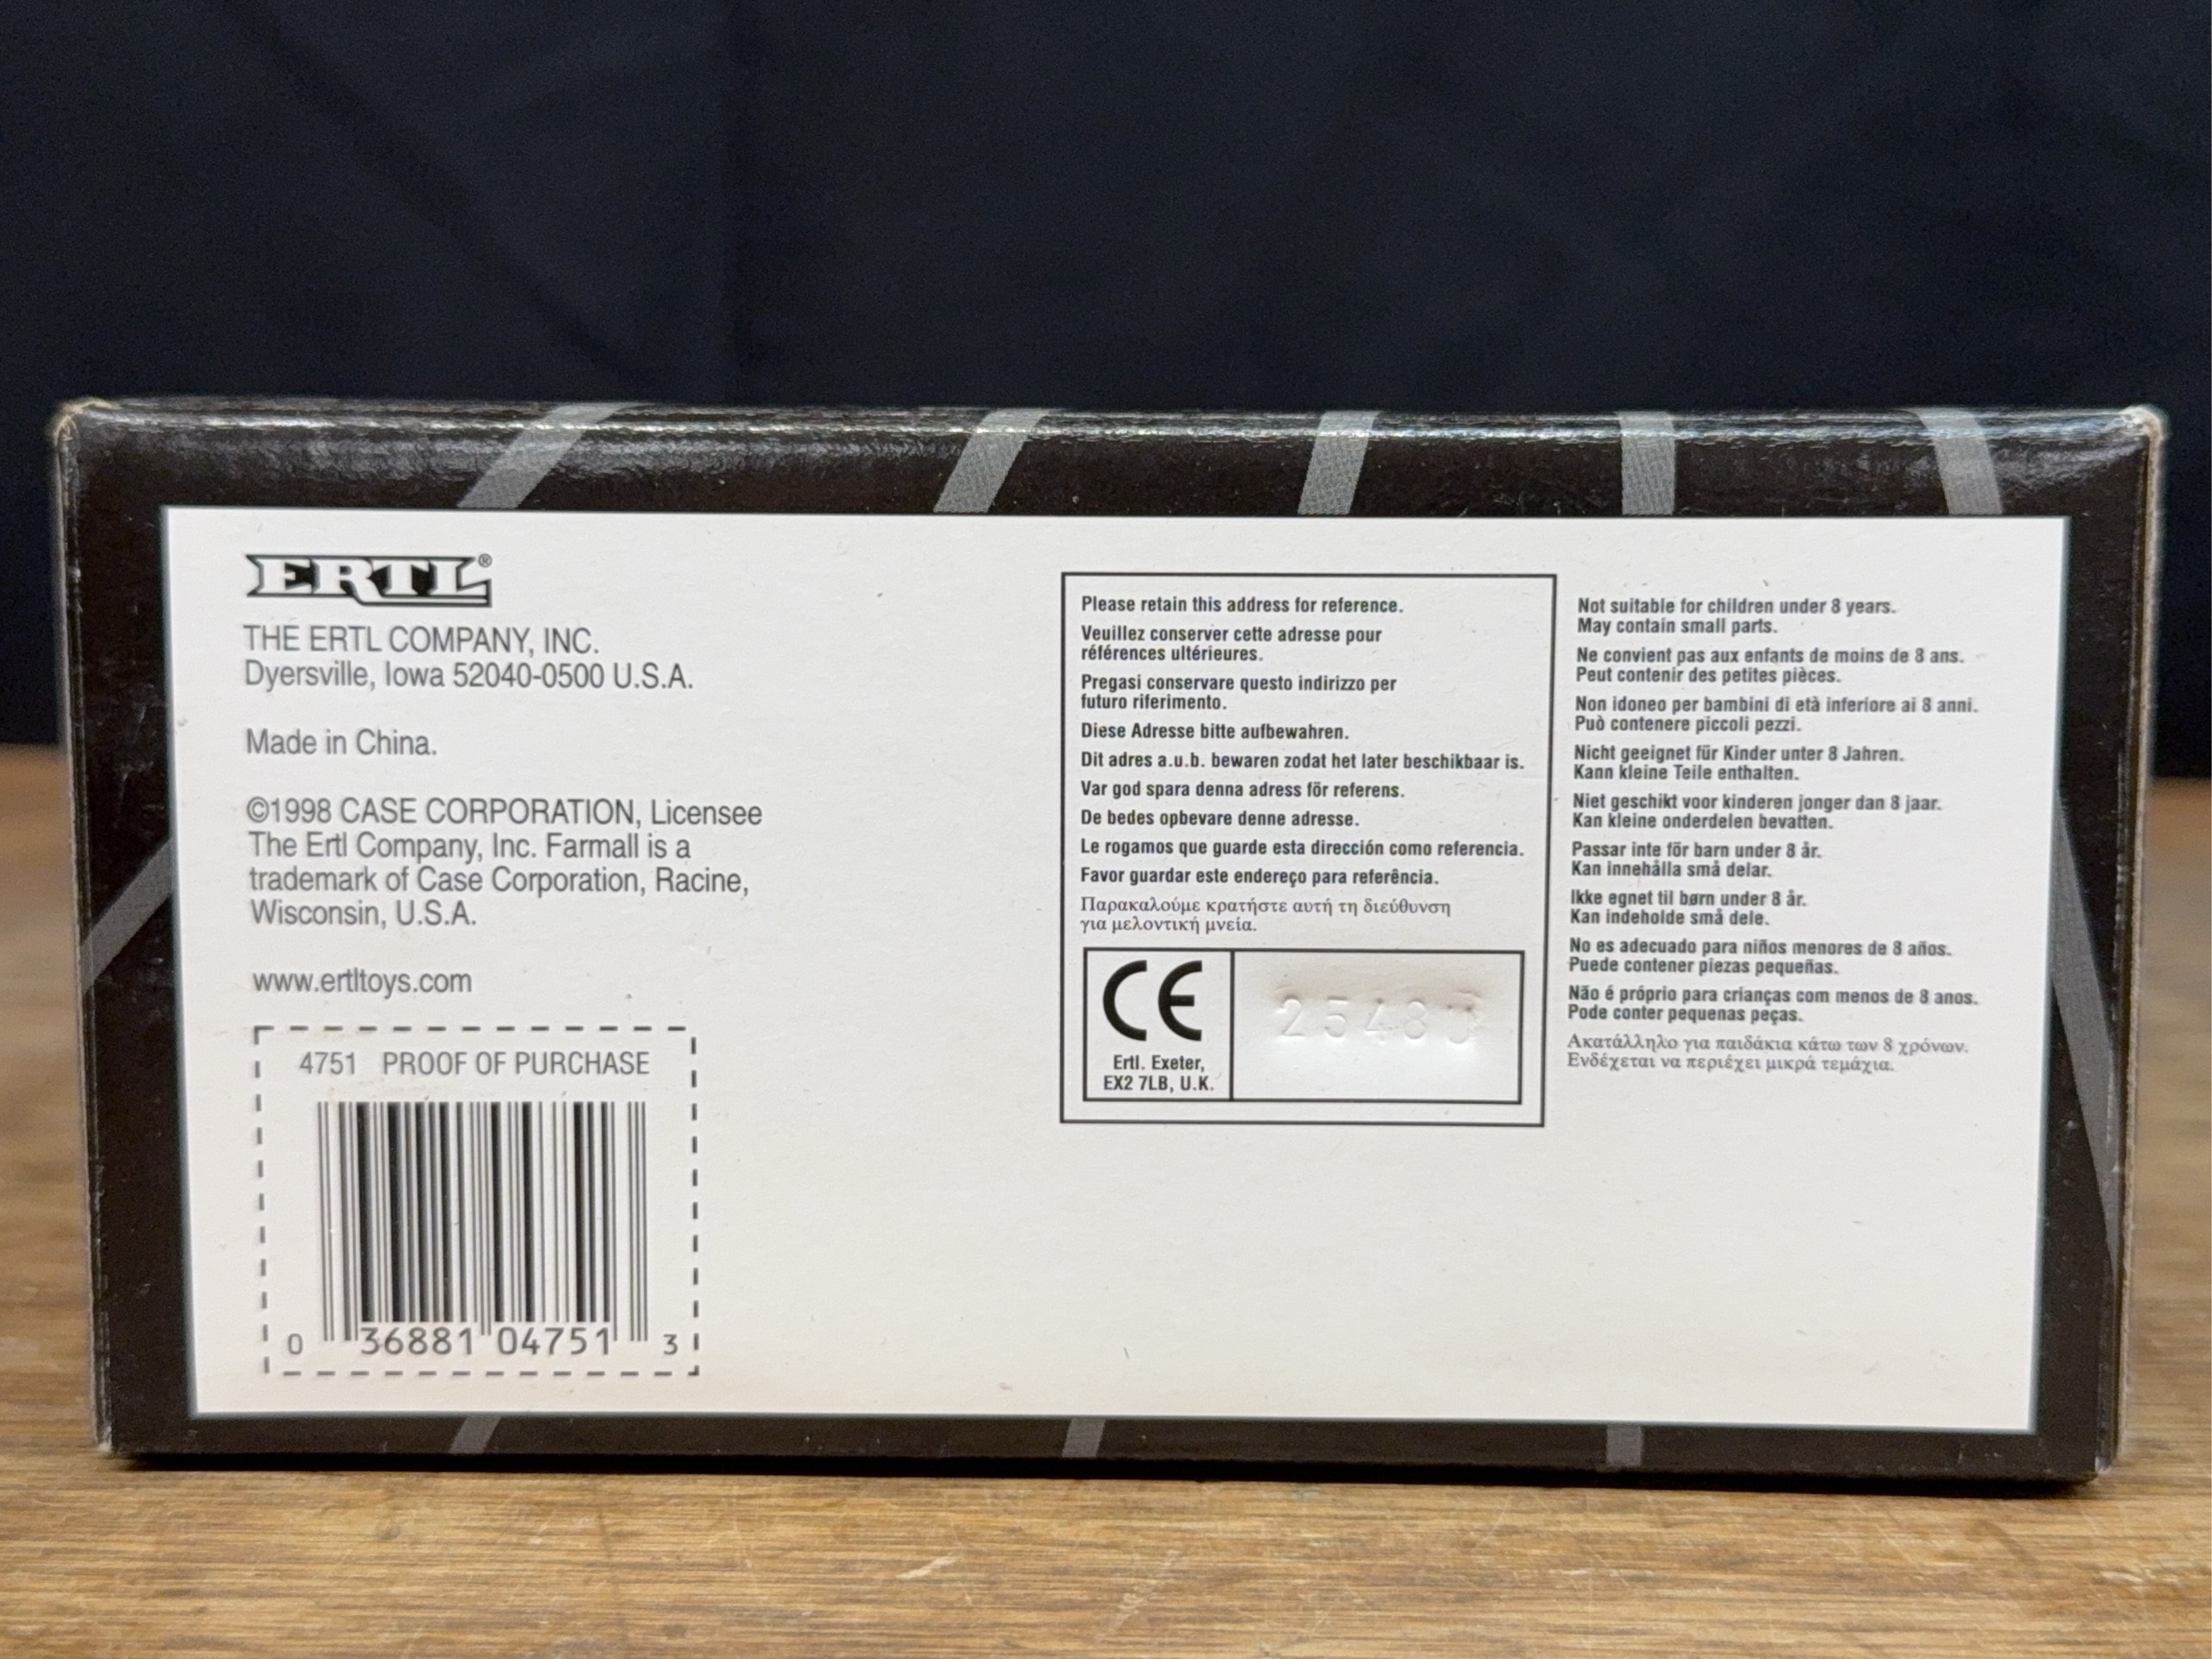 ERTL®
THE ERTL COMPANY, INC.
Dyersville, Iowa 52040-0500 U.S.A.
Made in China.
©1998 CASE CORPORATION, Licensee
The Ertl Company, Inc. Farmall is a
trademark of Case Corporation, Racine,
Wisconsin, U.S.A.
www.ertltoys.com
4751 PROOF OF PURCHASE
0 36881 04751 3
Please retain this address for reference.
Veuillez conserver cette adresse pour
références ultérieures.
Pregasi conservare questo indirizzo per
futuro riferimento.
Diese Adresse bitte aufbewahren.
Dit adres a.u.b. bewaren zodat het later beschikbaar is.
Var god spara denna adress för referens.
De bedes opbevare denne adresse.
Le rogamos que guarde esta dirección como referencia.
Favor guardar este endereço para referência.
Παρακαλούμε κρατήστε αυτή τη διεύθυνση
για μελοντική μνεία.
CE
Ertl. Exeter,
EX2 7LB, U.K.
Not suitable for children under 8 years.
May contain small parts.
Ne convient pas aux enfants de moins de 8 ans.
Peut contenir des petites pièces.
Non idoneo per bambini di età inferiore ai 8 anni.
Può contenere piccoli pezzi.
Nicht geeignet für Kinder unter 8 Jahren.
Kann kleine Teile enthalten.
Niet geschikt voor kinderen jonger dan 8 jaar.
Kan kleine onderdelen bevatten.
Passar inte för barn under 8 år.
Kan innehålla små delar.
Ikke egnet til børn under 8 år.
Kan indeholde små dele.
No es adecuado para niños menores de 8 años.
Puede contener piezas pequeñas.
Não é próprio para crianças com menos de 8 anos.
Pode conter pequenas peças.
Ακατάλληλο για παιδάκια κάτω των 8 χρόνων.
Ενδέχεται να περιέχει μικρά τεμάχια.